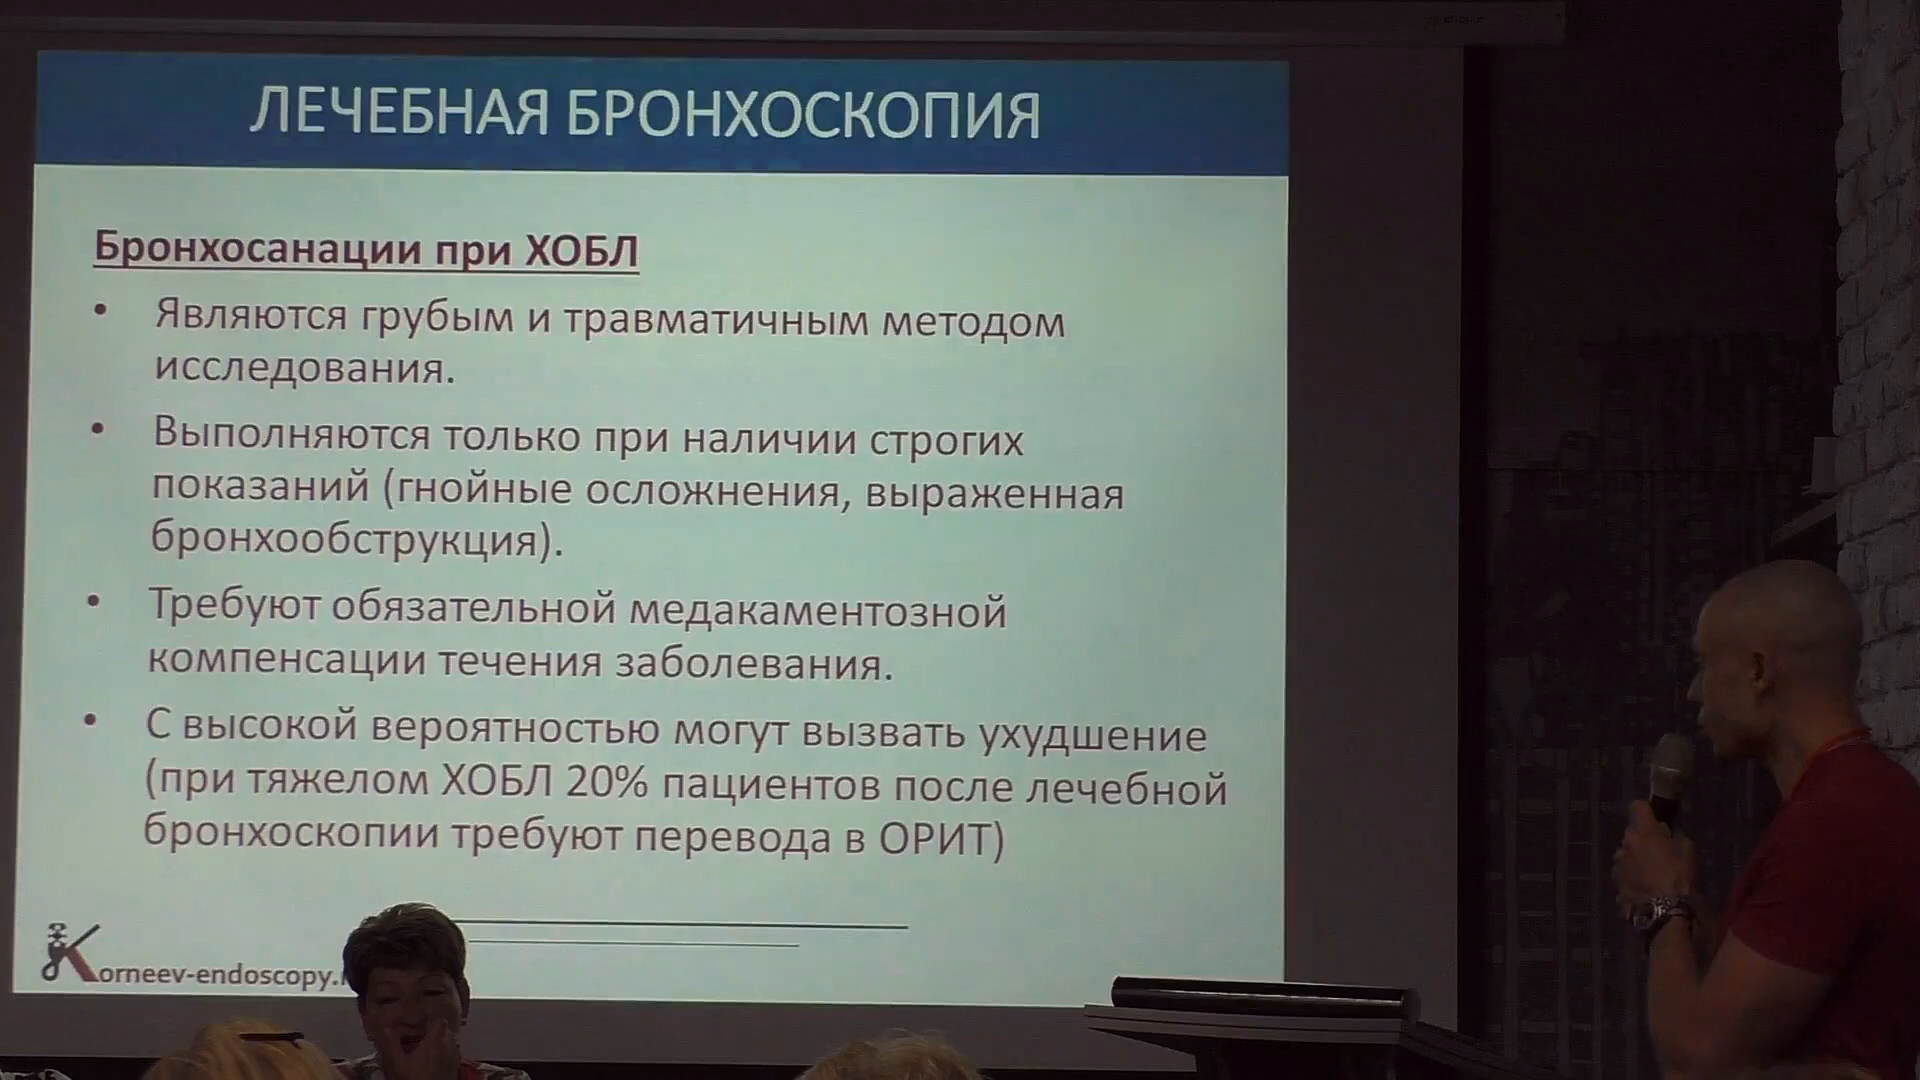 ЛЕЧЕБНАЯ БРОНХОСКОПИЯ
Бронхосанации при ХОБЛ
• Являются грубым и травматичным методом
исследования.
• Выполняются только при наличии строгих
показаний (гнойные осложнения, выраженная
бронхообструкция).
• Требуют обязательной медакаментозной
компенсации течения заболевания.
• С высокой вероятностью могут вызвать ухудшение
(при тяжелом ХОБЛ 20% пациентов после лечебной
бронхоскопии требуют перевода в ОРИТ)
Korneev-endoscopy.